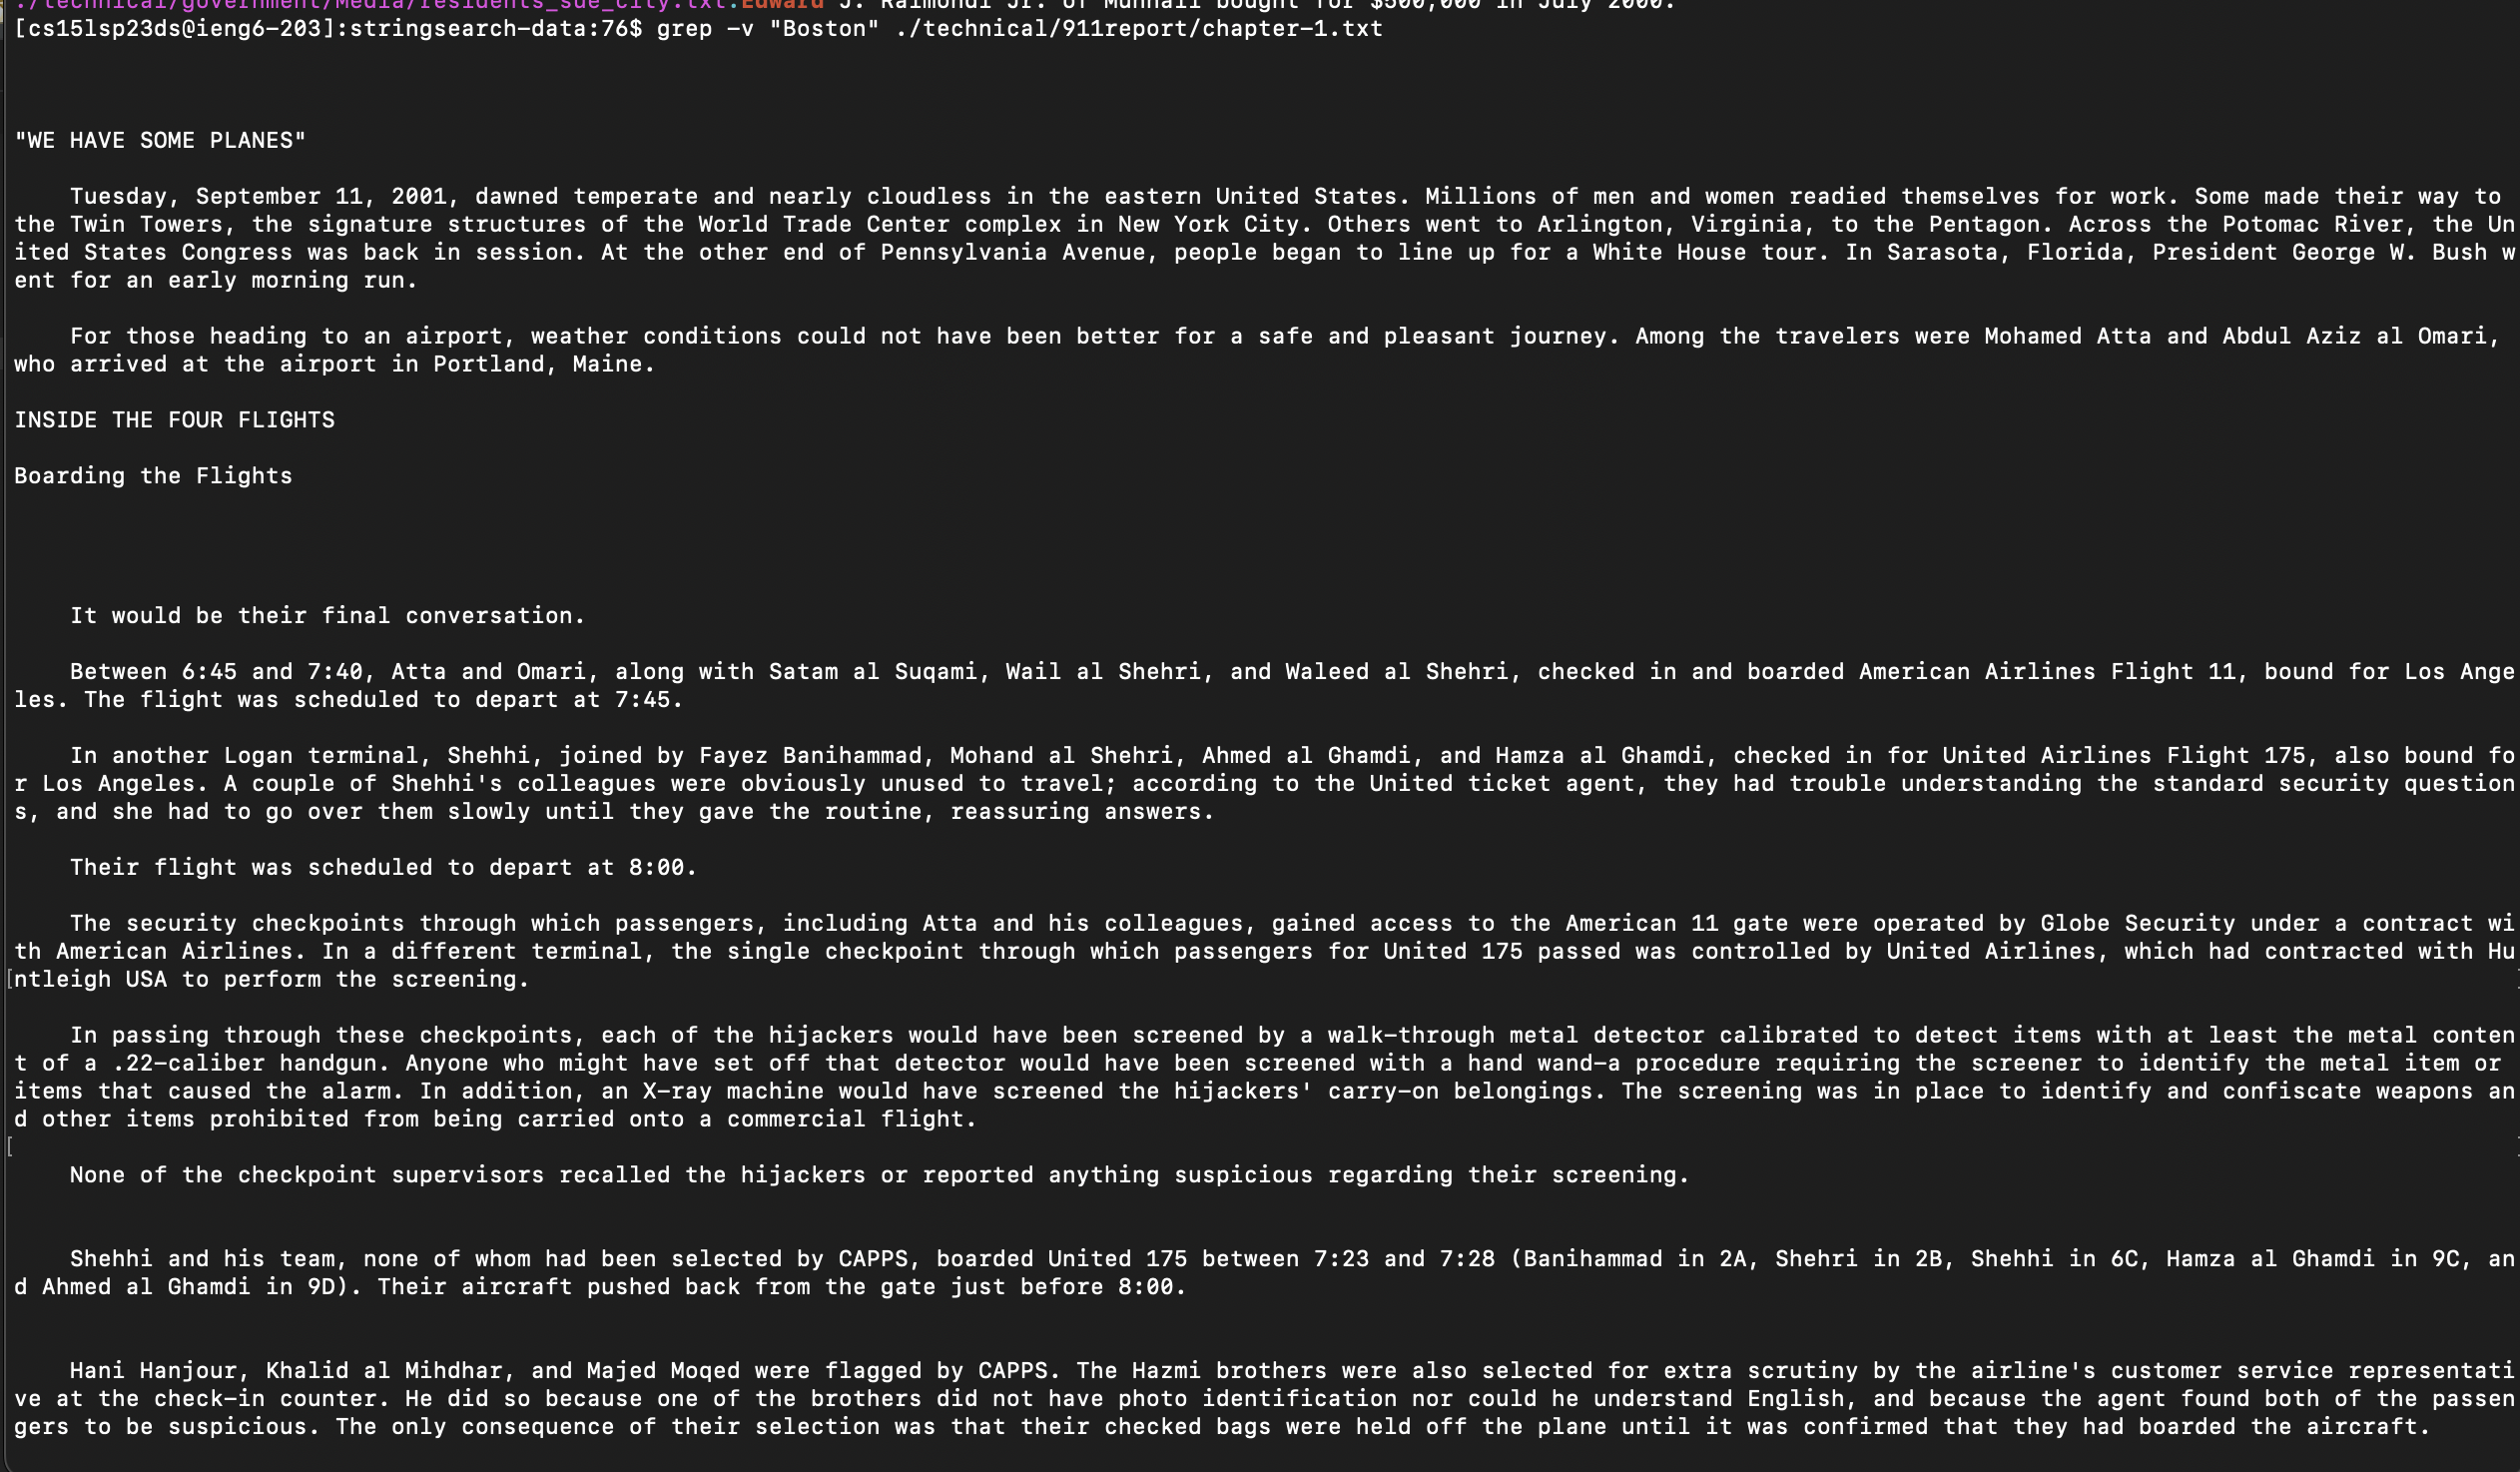 ./technical/government/Media/residents_sue_city.txt:Edward J. Raimondi Jr. of Munhall bought for $500,000 in July 2000.
[cs15lsp23ds@ieng6-203]:stringsearch-data:76$ grep -v "Boston" ./technical/911report/chapter-1.txt
"WE HAVE SOME PLANES"
Tuesday, September 11, 2001, dawned temperate and nearly cloudless in the eastern United States. Millions of men and women readied themselves for work. Some made their way to
the Twin Towers, the signature structures of the World Trade Center complex in New York City. Others went to Arlington, Virginia, to the Pentagon. Across the Potomac River, the Un
ited States Congress was back in session. At the other end of Pennsylvania Avenue, people began to line up for a White House tour. In Sarasota, Florida, President George W. Bush w
ent for an early morning run.
For those heading to an airport, weather conditions could not have been better for a safe and pleasant journey. Among the travelers were Mohamed Atta and Abdul Aziz al Omari,
who arrived at the airport in Portland, Maine.
INSIDE THE FOUR FLIGHTS
Boarding the Flights
It would be their final conversation.
Between 6:45 and 7:40, Atta and Omari, along with Satam al Suqami, Wail al Shehri, and Waleed al Shehri, checked in and boarded American Airlines Flight 11, bound for Los Ange
les. The flight was scheduled to depart at 7:45.
In another Logan terminal, Shehhi, joined by Fayez Banihammad, Mohand al Shehri, Ahmed al Ghamdi, and Hamza al Ghamdi, checked in for United Airlines Flight 175, also bound fo
r Los Angeles. A couple of Shehhi's colleagues were obviously unused to travel; according to the United ticket agent, they had trouble understanding the standard security question
s, and she had to go over them slowly until they gave the routine, reassuring answers.
Their flight was scheduled to depart at 8:00.
The security checkpoints through which passengers, including Atta and his colleagues, gained access to the American 11 gate were operated by Globe Security under a contract wi
th American Airlines. In a different terminal, the single checkpoint through which passengers for United 175 passed was controlled by United Airlines, which had contracted with Hu
ntleigh USA to perform the screening.
In passing through these checkpoints, each of the hijackers would have been screened by a walk-through metal detector calibrated to detect items with at least the metal conten
t of a .22-caliber handgun. Anyone who might have set off that detector would have been screened with a hand wand-a procedure requiring the screener to identify the metal item or
items that caused the alarm. In addition, an X-ray machine would have screened the hijackers' carry-on belongings. The screening was in place to identify and confiscate weapons an
d other items prohibited from being carried onto a commercial flight.
None of the checkpoint supervisors recalled the hijackers or reported anything suspicious regarding their screening.
Shehhi and his team, none of whom had been selected by CAPPS, boarded United 175 between 7:23 and 7:28 (Banihammad in 2A, Shehri in 2B, Shehhi in 6C, Hamza al Ghamdi in 9C, an
d Ahmed al Ghamdi in 9D). Their aircraft pushed back from the gate just before 8:00.
Hani Hanjour, Khalid al Mihdhar, and Majed Moqed were flagged by CAPPS. The Hazmi brothers were also selected for extra scrutiny by the airline's customer service representati
ve at the check-in counter. He did so because one of the brothers did not have photo identification nor could he understand English, and because the agent found both of the passen
gers to be suspicious. The only consequence of their selection was that their checked bags were held off the plane until it was confirmed that they had boarded the aircraft.